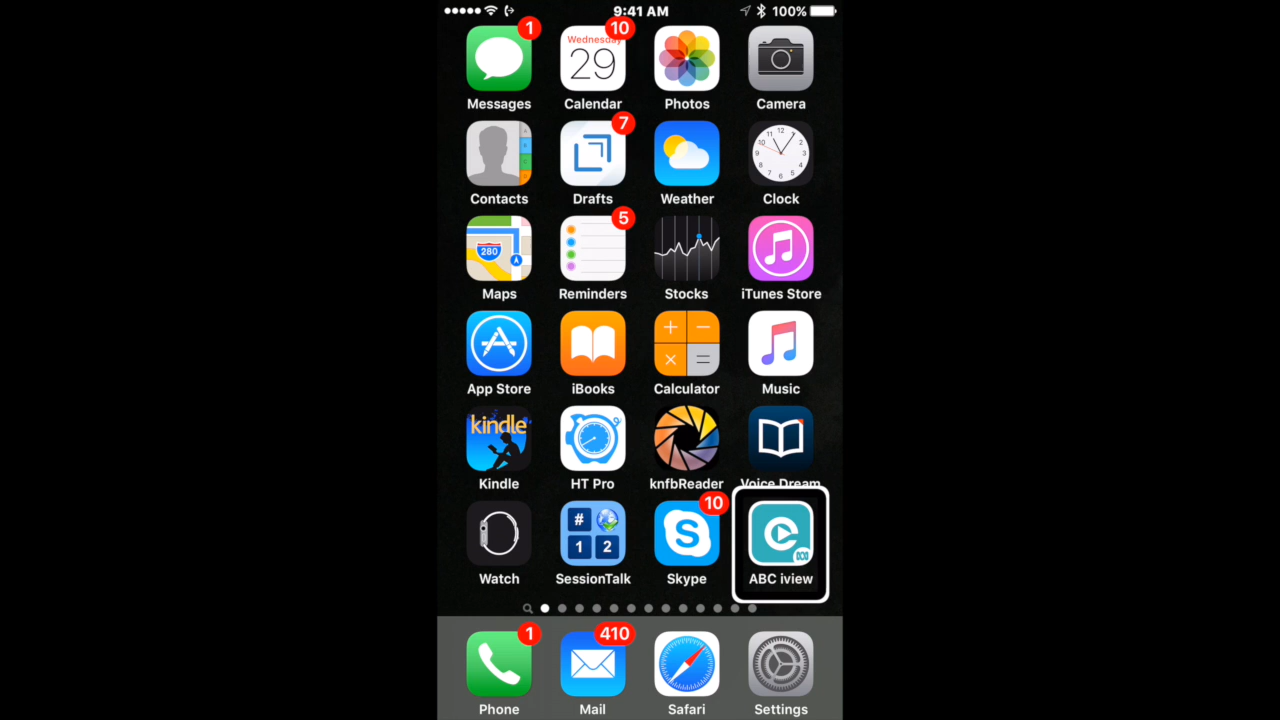 9:41 AM 100%
1 10
Wednesday
29
Messages Calendar Photos Camera
7
Contacts Drafts Weather Clock
5
280
Maps Reminders Stocks iTunes Store
App Store iBooks Calculator Music
kindle
Kindle HT Pro knfbReader Voice Dream
10
# 1 2
Watch SessionTalk Skype ABC iview
1 410
Phone Mail Safari Settings